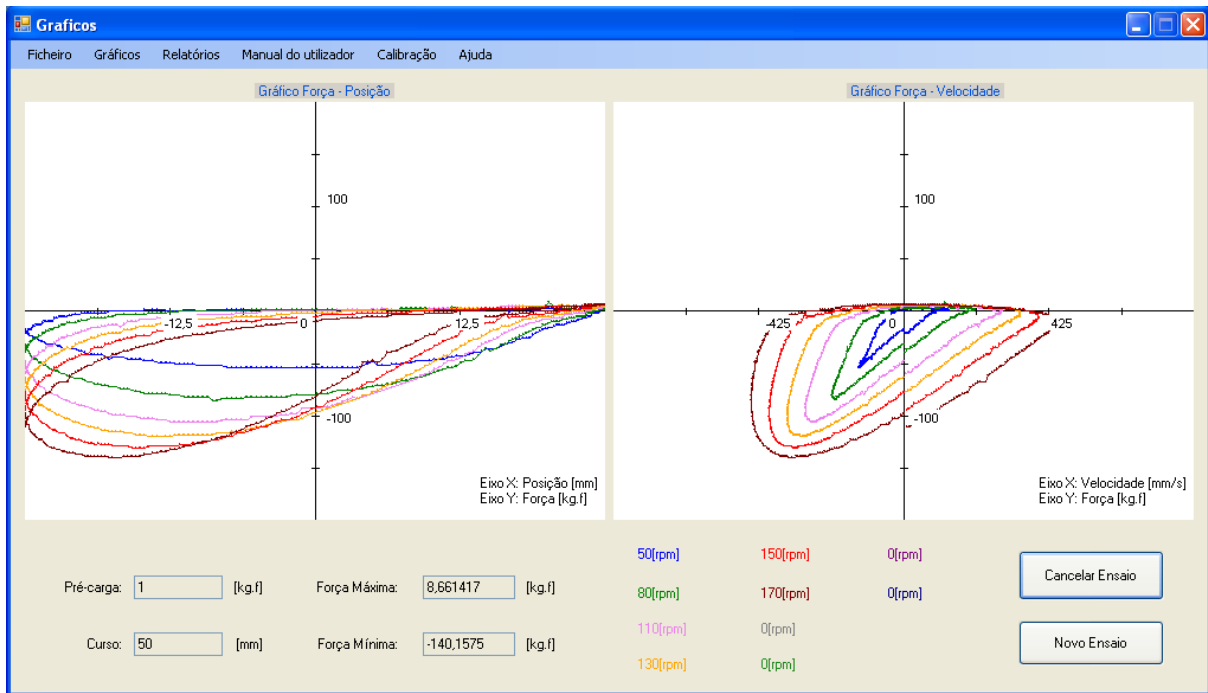 Graficos
Ficheiro Gráficos Relatórios Manual do utilizador Calibração Ajuda
Gráfico Força - Posição
100
-12,5 0 12,5
-100
Eixo X: Posição [mm]
Eixo Y: Força [kg.f]
Gráfico Força - Velocidade
100
-425 0 425
-100
Eixo X: Velocidade [mm/s]
Eixo Y: Força [kg.f]
Pré-carga: 1 [kg.f] Força Máxima: 8,661417 [kg.f]
Curso: 50 [mm] Força Mínima: -140,1575 [kg.f]
50[rpm] 150[rpm] 0[rpm]
80[rpm] 170[rpm] 0[rpm]
110[rpm] 0[rpm]
130[rpm] 0[rpm]
Cancelar Ensaio
Novo Ensaio